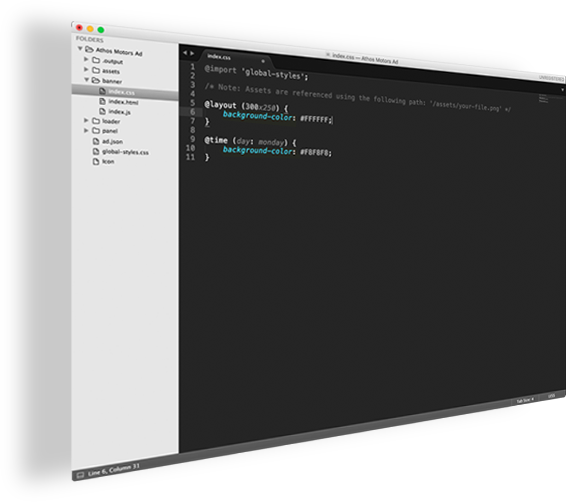 index.css — Athos Motors Ad
FOLDERS
Athos Motors Ad
.output
assets
banner
index.css
index.html
index.js
loader
panel
ad.json
global-styles.css
Icon
index.css ×
UNREGISTERED
1 @import 'global-styles';
2
3 /* Note: Assets are referenced using the following path: '/assets/your-file.png' */
4
5 @layout (300x250) {
6 background-color: #FFFFFF;
7 }
8
9 @time (day: monday) {
10 background-color: #F8F8F8;
11 }
Line 6, Column 31
Tab Size: 4
CSS